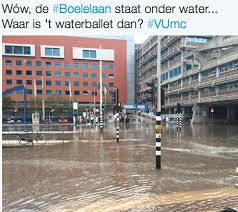 Wów, de #Boelelaan staat onder water...
Waar is 't waterballet dan? #VUmc